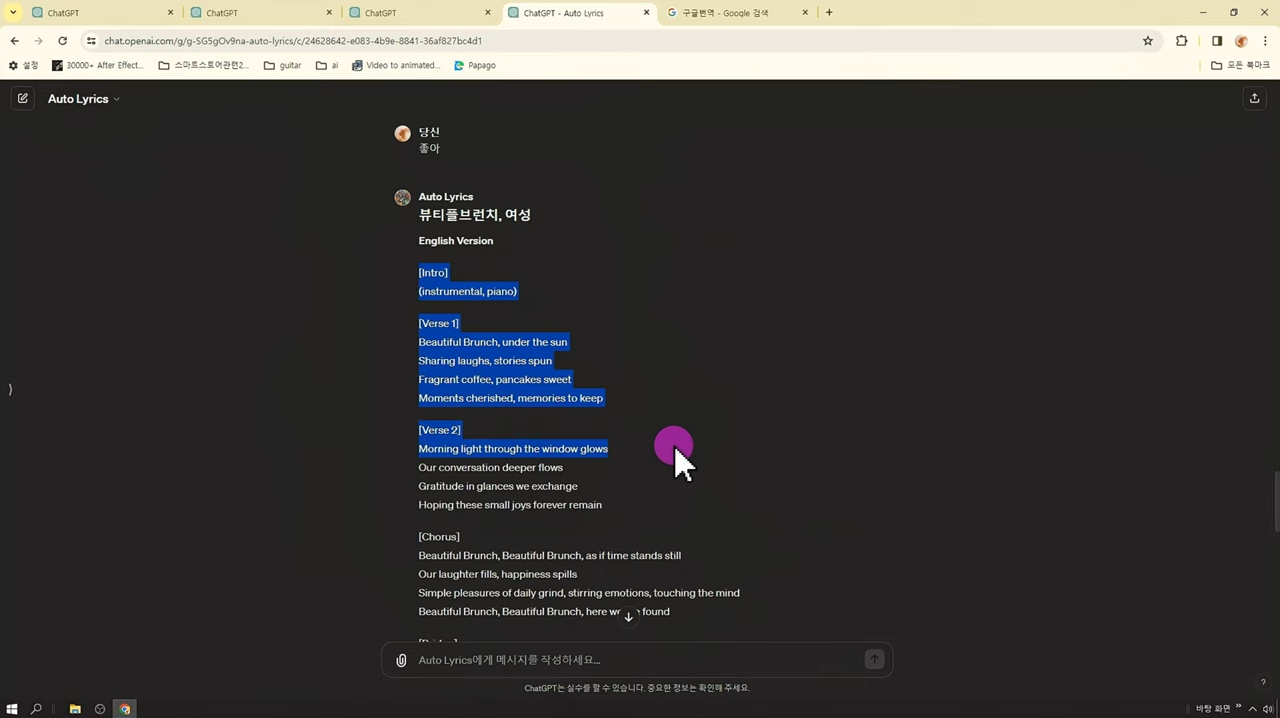 ChatGPT
ChatGPT
ChatGPT
ChatGPT - Auto Lyrics
구글번역 - Google 검색
chat.openai.com/g/g-SG5gOv9na-auto-lyrics/c/24628642-e083-4b9e-8841-36af827bc4d1
설정
30000+ After Effect...
스마트스토어관련2...
guitar
ai
Video to animated...
Papago
모든 북마크
Auto Lyrics
당신
좋아
Auto Lyrics
뷰티플브런치, 여성
English Version
[Intro]
(instrumental, piano)
[Verse 1]
Beautiful Brunch, under the sun
Sharing laughs, stories spun
Fragrant coffee, pancakes sweet
Moments cherished, memories to keep
[Verse 2]
Morning light through the window glows
Our conversation deeper flows
Gratitude in glances we exchange
Hoping these small joys forever remain
[Chorus]
Beautiful Brunch, Beautiful Brunch, as if time stands still
Our laughter fills, happiness spills
Simple pleasures of daily grind, stirring emotions, touching the mind
Beautiful Brunch, Beautiful Brunch, here found
Auto Lyrics에게 메시지를 작성하세요...
ChatGPT는 실수를 할 수 있습니다. 중요한 정보는 확인해 주세요.
?
바탕 화면